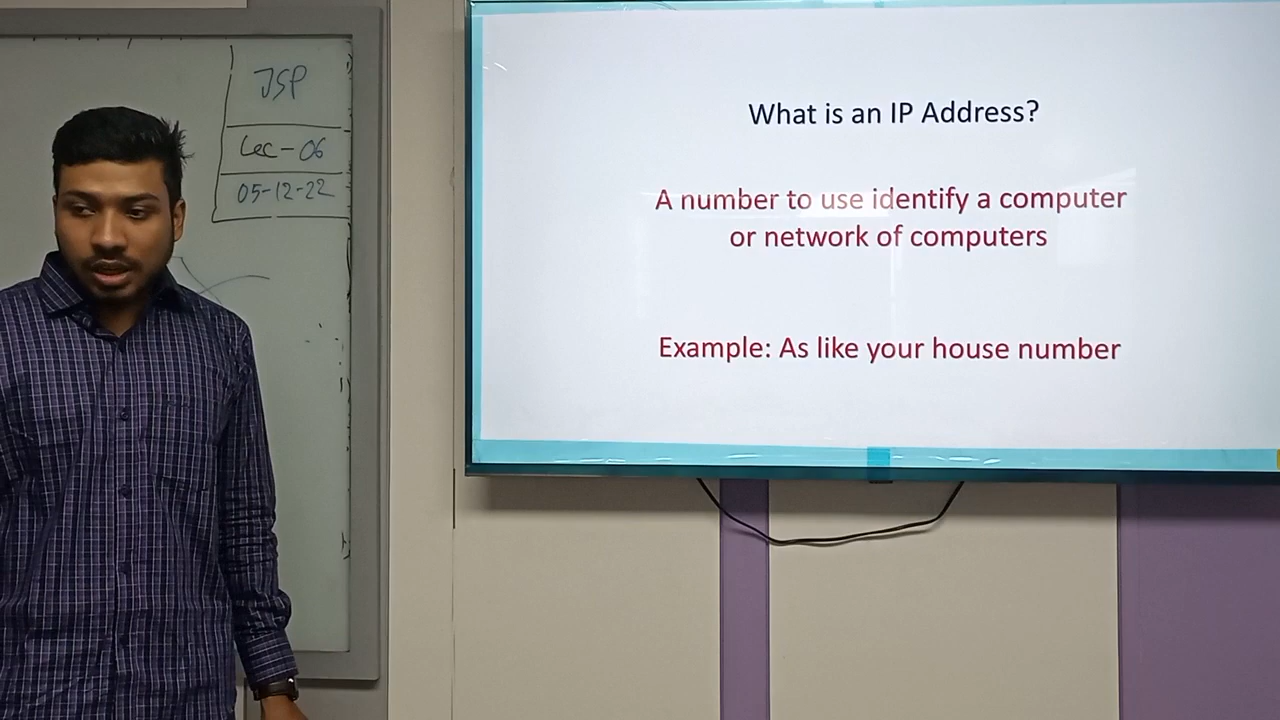 JSP
Lec-06
05-12-22
What is an IP Address?
A number to use identify a computer
or network of computers
Example: As like your house number